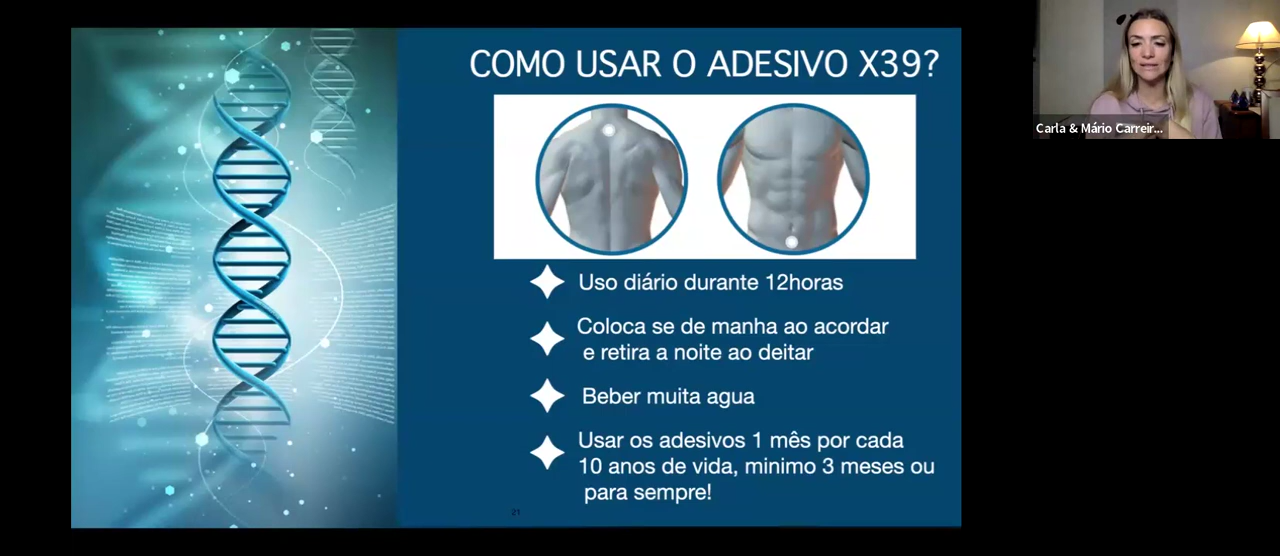 COMO USAR O ADESIVO X39?
Uso diário durante 12horas
Coloca se de manha ao acordar
e retira a noite ao deitar
Beber muita agua
Usar os adesivos 1 mês por cada
10 anos de vida, minimo 3 meses ou
para sempre!
21
Carla & Mário Carreir...